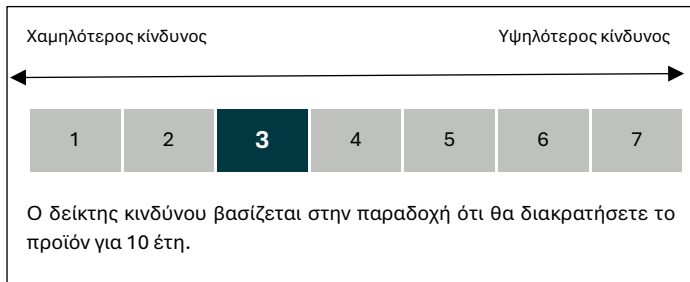 Χαμηλότερος κίνδυνος Υψηλότερος κίνδυνος
1 2 3 4 5 6 7
Ο δείκτης κινδύνου βασίζεται στην παραδοχή ότι θα διακρατήσετε το
προϊόν για 10 έτη.